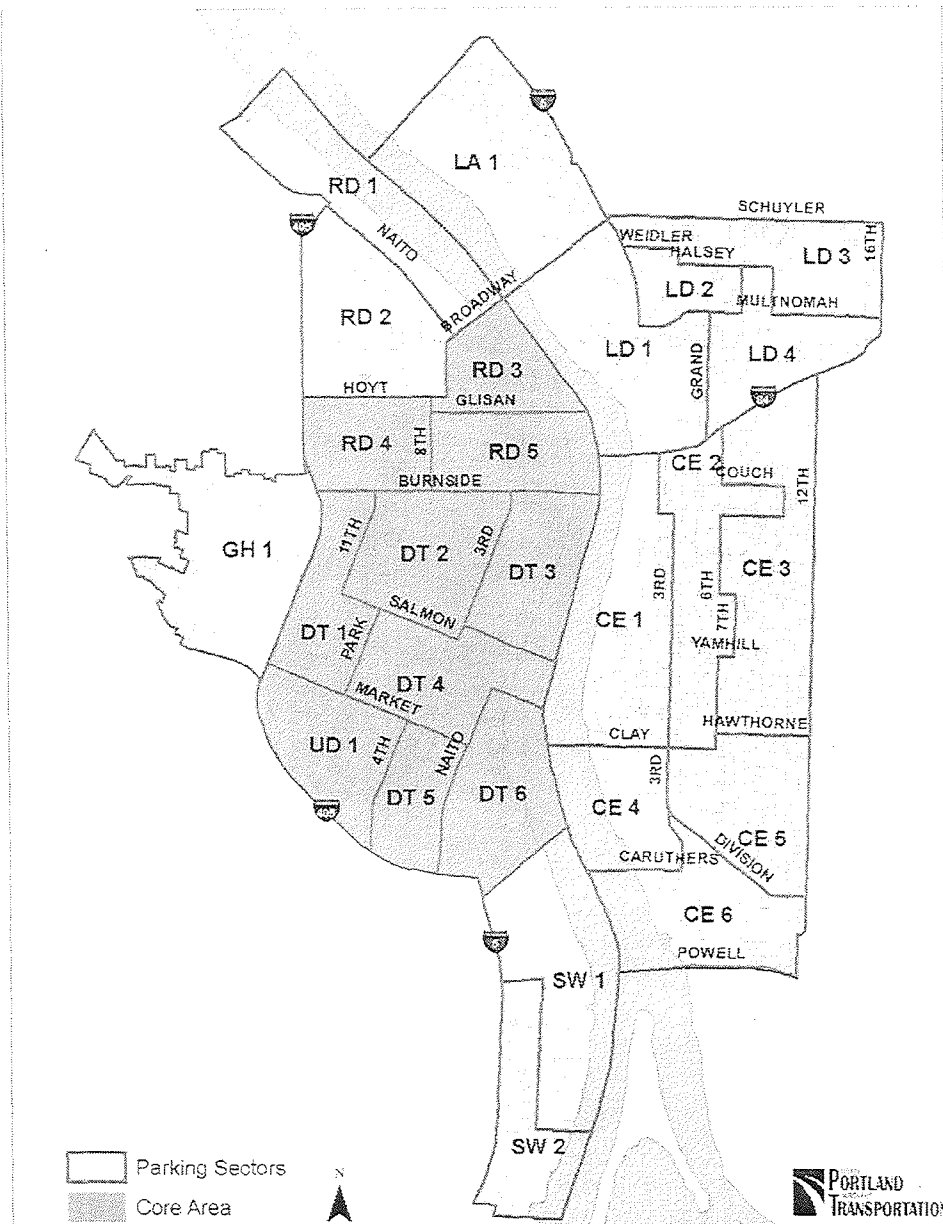 LA 1
RD 1
NAITO
SCHUYLER
WEIDLER
HALSEY
LD 3
16TH
BROADWAY
LD 2
MULTNOMAH
RD 2
LD 1
GRAND
LD 4
RD 3
HOYT
GLISAN
RD 4
8TH
RD 5
BURNSIDE
CE 2
COUCH
12TH
GH 1
11TH
DT 2
3RD
DT 3
3RD
6TH
CE 3
SALMON
CE 1
7TH
DT 1
PARK
YAMHILL
DT 4
MARKET
HAWTHORNE
UD 1
4TH
NAITO
CLAY
3RD
DT 5
DT 6
CE 4
CE 5
DIVISION
CARUTHERS
CE 6
POWELL
SW 1
SW 2
Parking Sectors
N
Core Area
PORTLAND
TRANSPORTATIO